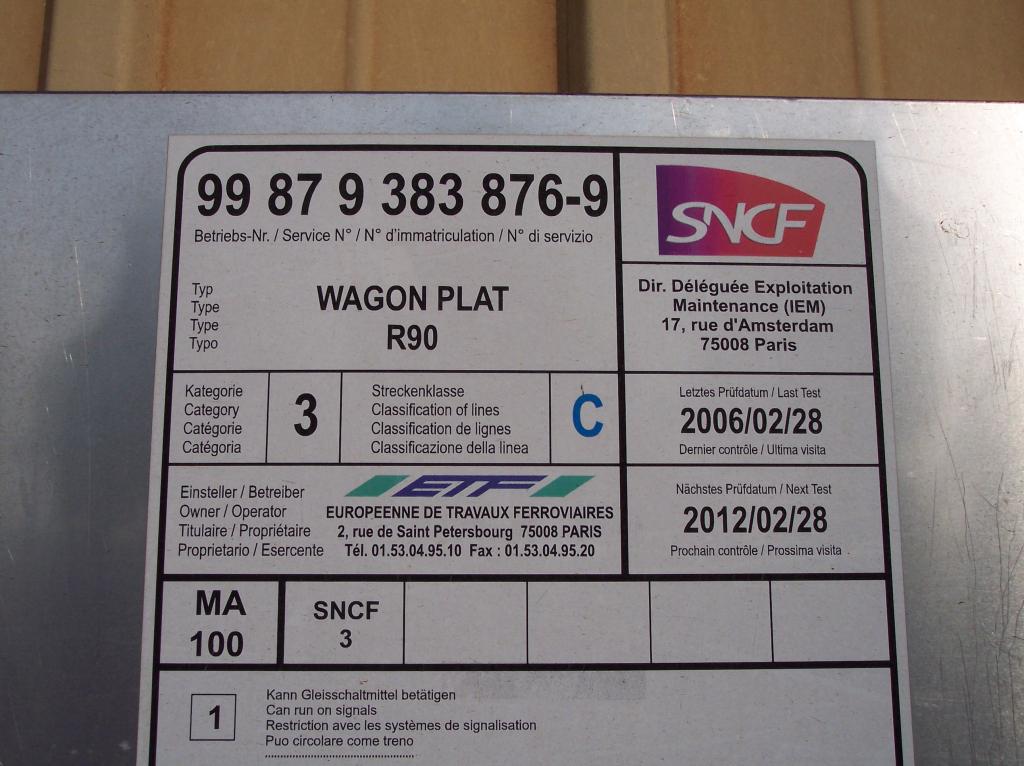 99 87 9 383 876-9
Betriebs-Nr. / Service N° / N° d'immatriculation / N° di servizio
SNCF
Typ
Type
Type
Typo
WAGON PLAT
R90
Dir. Déléguée Exploitation
Maintenance (IEM)
17, rue d'Amsterdam
75008 Paris
Kategorie
Category
Catégorie
Catégoria
3
Streckenklasse
Classification of lines
Classification de lignes
Classificazione della linea
C
Letztes Prüfdatum / Last Test
2006/02/28
Dernier contrôle / Ultima visita
Einsteller / Betreiber
Owner / Operator
Titulaire / Propriétaire
Proprietario / Esercente
ETF
EUROPEENNE DE TRAVAUX FERROVIAIRES
2, rue de Saint Petersbourg 75008 PARIS
Tél. 01.53.04.95.10 Fax : 01.53.04.95.20
Nächstes Prüfdatum / Next Test
2012/02/28
Prochain contrôle / Prossima visita
MA
100
SNCF
3
1
Kann Gleisschaltmittel betätigen
Can run on signals
Restriction avec les systèmes de signalisation
Puo circolare come treno